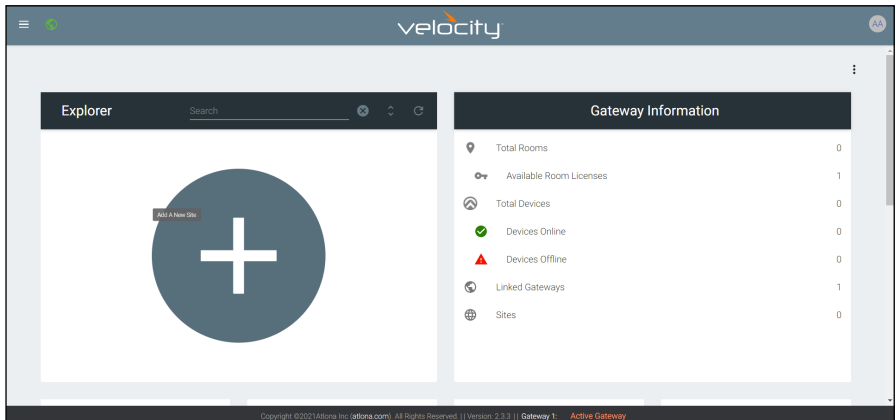 velocity
AA
Explorer Search
Gateway Information
Total Rooms 0
Available Room Licenses 1
Total Devices 0
Devices Online 0
Devices Offline 0
Linked Gateways 1
Sites 0
Add A New Site
Copyright ©2021Atlona Inc (atlona.com). All Rights Reserved. || Version: 2.3.3 || Gateway 1: Active Gateway